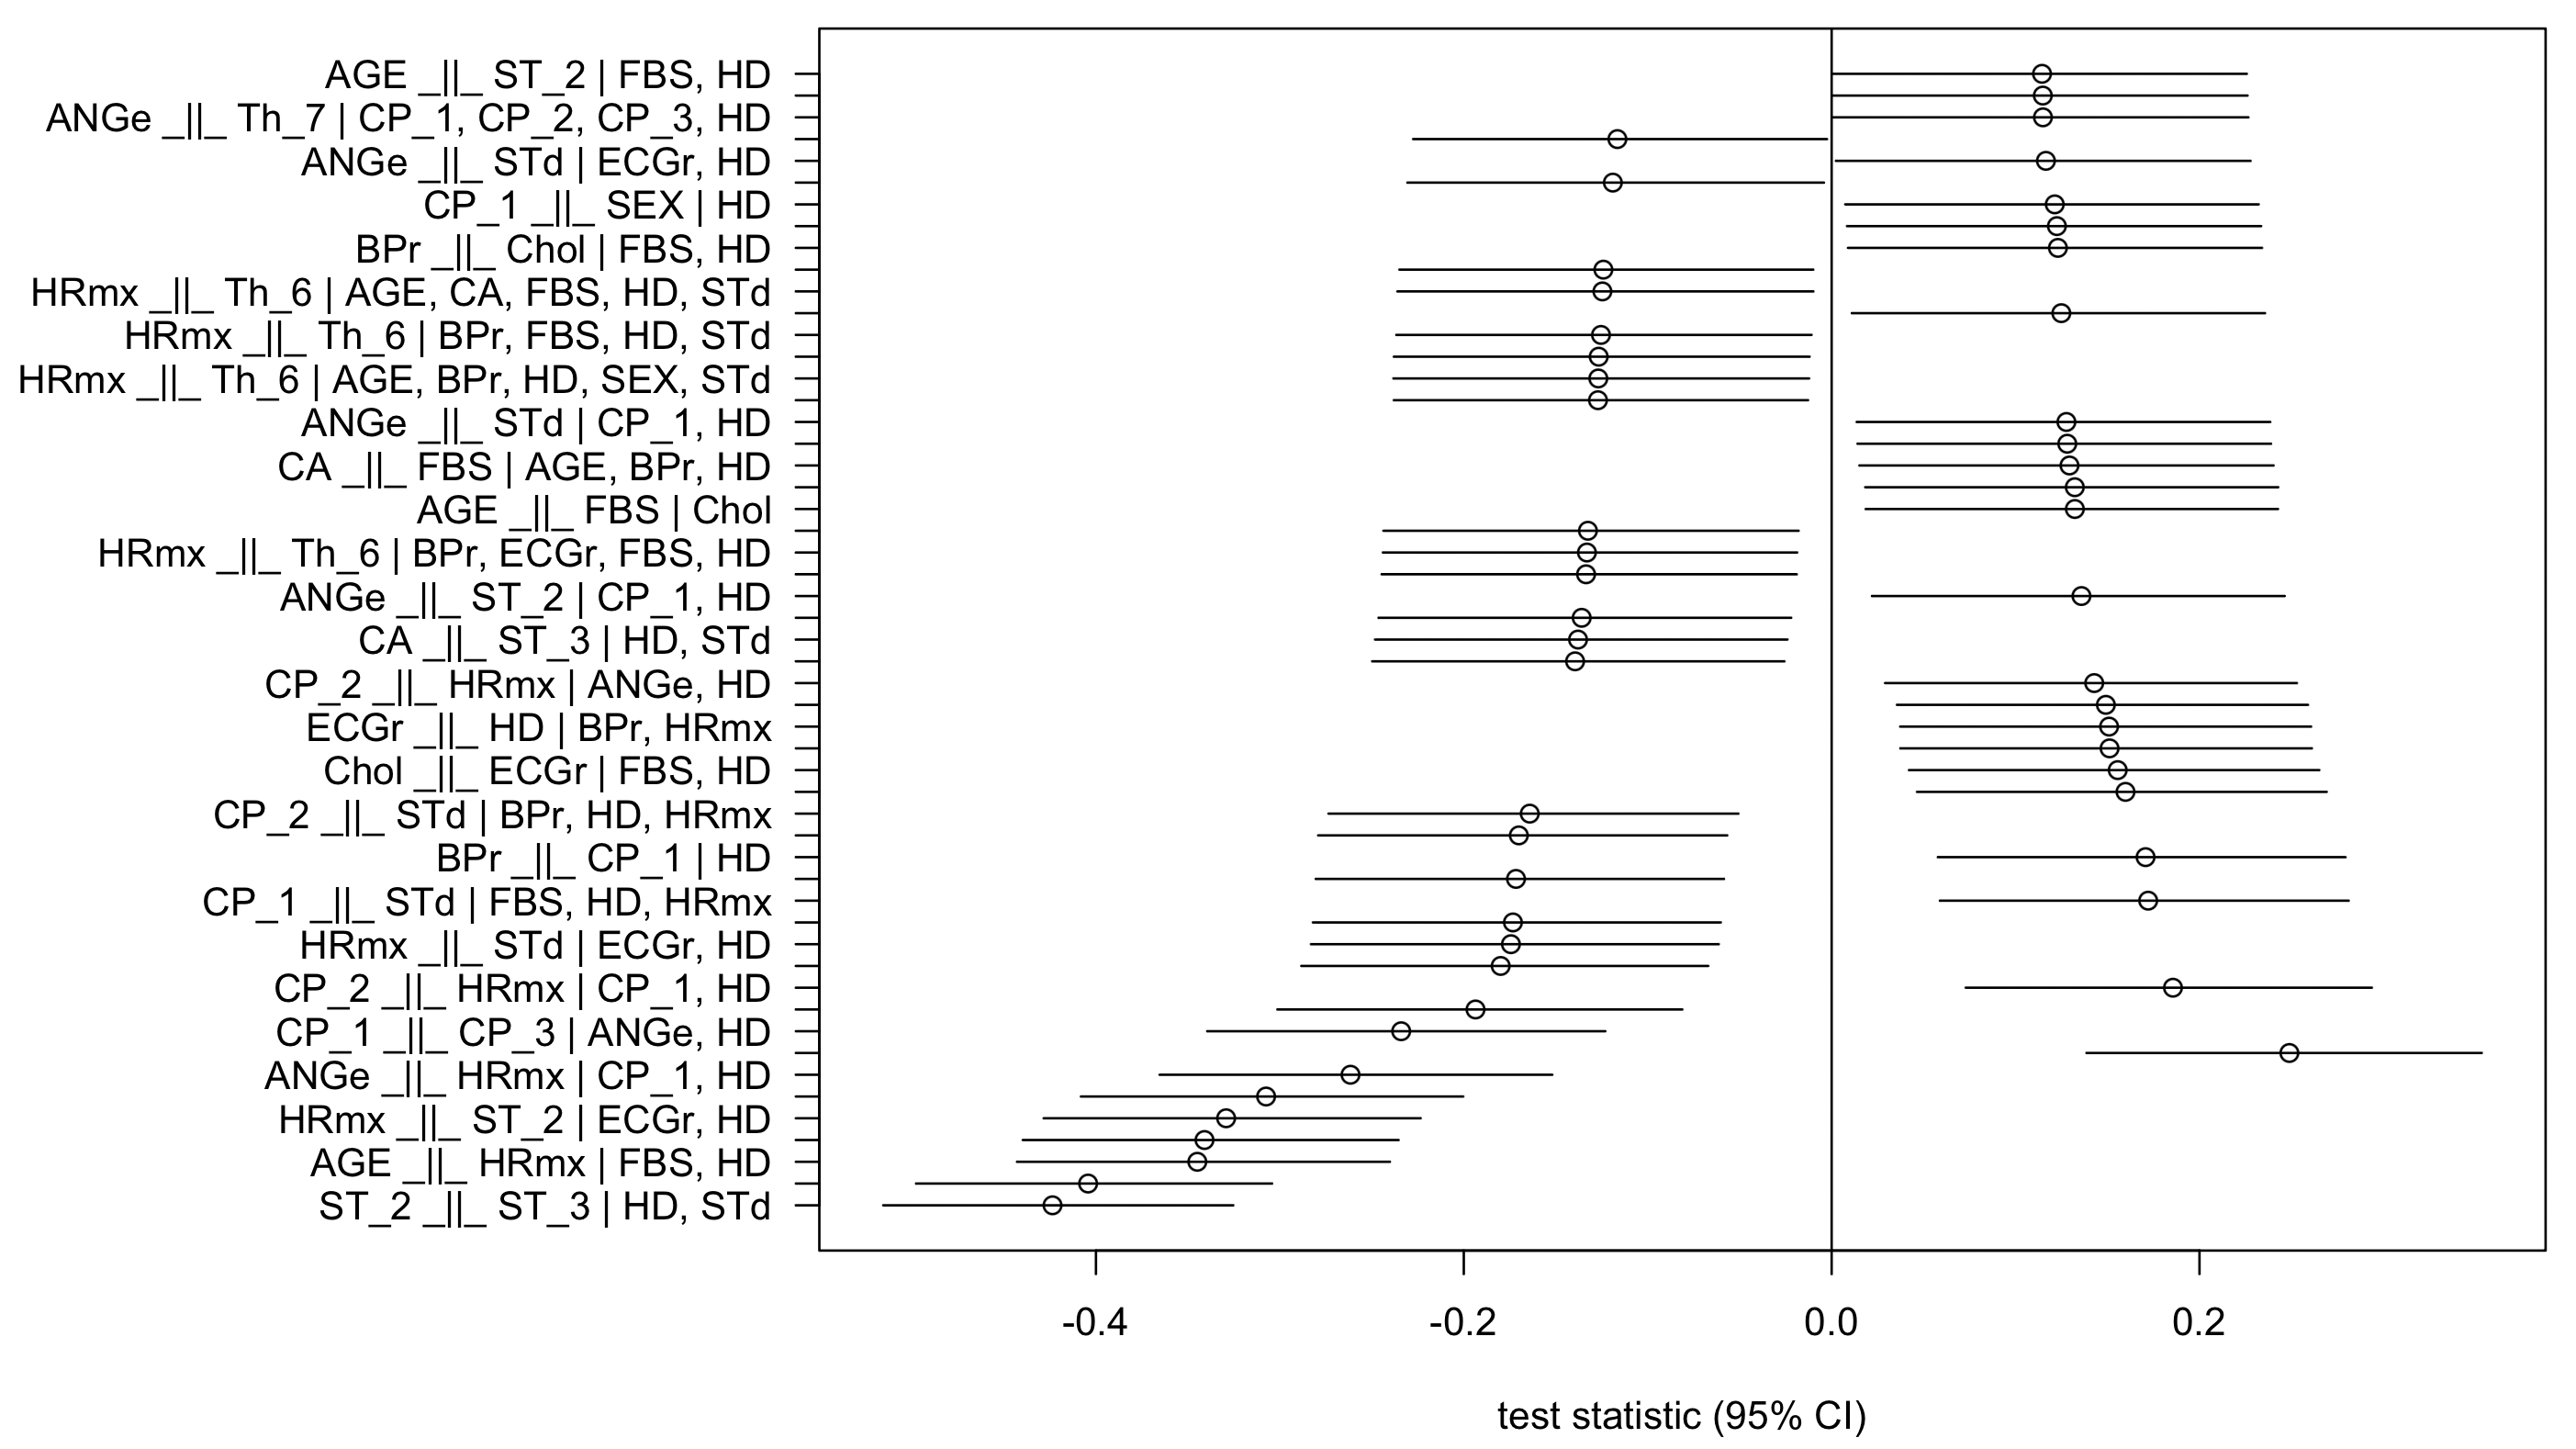 AGE _||_ ST_2 | FBS, HD
ANGe _||_ Th_7 | CP_1, CP_2, CP_3, HD
ANGe _||_ STd | ECGr, HD
CP_1 _||_ SEX | HD
BPr _||_ Chol | FBS, HD
HRmx _||_ Th_6 | AGE, CA, FBS, HD, STd
HRmx _||_ Th_6 | BPr, FBS, HD, STd
HRmx _||_ Th_6 | AGE, BPr, HD, SEX, STd
ANGe _||_ STd | CP_1, HD
CA _||_ FBS | AGE, BPr, HD
AGE _||_ FBS | Chol
HRmx _||_ Th_6 | BPr, ECGr, FBS, HD
ANGe _||_ ST_2 | CP_1, HD
CA _||_ ST_3 | HD, STd
CP_2 _||_ HRmx | ANGe, HD
ECGr _||_ HD | BPr, HRmx
Chol _||_ ECGr | FBS, HD
CP_2 _||_ STd | BPr, HD, HRmx
BPr _||_ CP_1 | HD
CP_1 _||_ STd | FBS, HD, HRmx
HRmx _||_ STd | ECGr, HD
CP_2 _||_ HRmx | CP_1, HD
CP_1 _||_ CP_3 | ANGe, HD
ANGe _||_ HRmx | CP_1, HD
HRmx _||_ ST_2 | ECGr, HD
AGE _||_ HRmx | FBS, HD
ST_2 _||_ ST_3 | HD, STd
-0.4 -0.2 0.0 0.2
test statistic (95% CI)